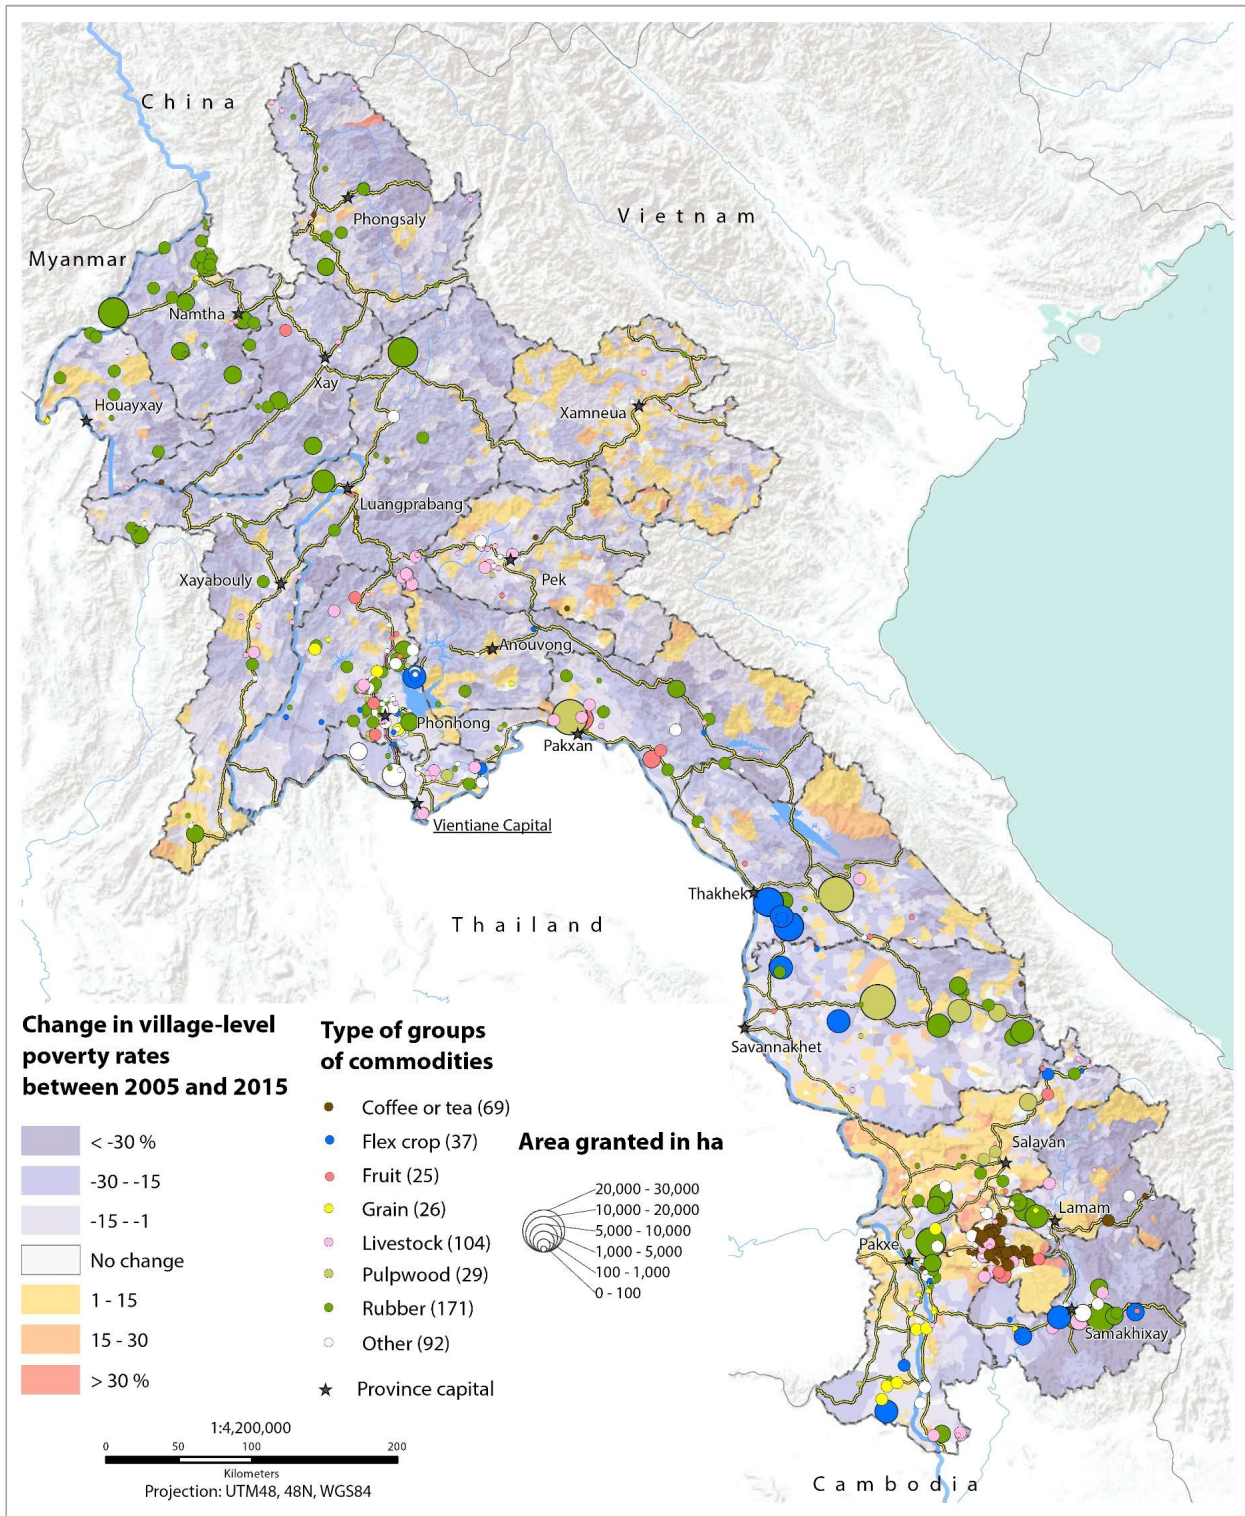 China
Vietnam
Myanmar
Phongsaly
Namtha
Xay
Houayxay
Xamneua
Luangprabang
Xayabouly
Pek
Anouvong
Phonhong
Pakxan
Vientiane Capital
Thakhek
Thailand
Savannakhet
Salavan
Lamam
Pakxe
Samakhixay
Cambodia
Change in village-level
poverty rates
between 2005 and 2015
< -30 %
-30 - -15
-15 - -1
No change
1 - 15
15 - 30
> 30 %
Type of groups
of commodities
Coffee or tea (69)
Flex crop (37)
Fruit (25)
Grain (26)
Livestock (104)
Pulpwood (29)
Rubber (171)
Other (92)
Province capital
Area granted in ha
20,000 - 30,000
10,000 - 20,000
5,000 - 10,000
1,000 - 5,000
100 - 1,000
0 - 100
1:4,200,000
0 50 100 200
Kilometers
Projection: UTM48, 48N, WGS84